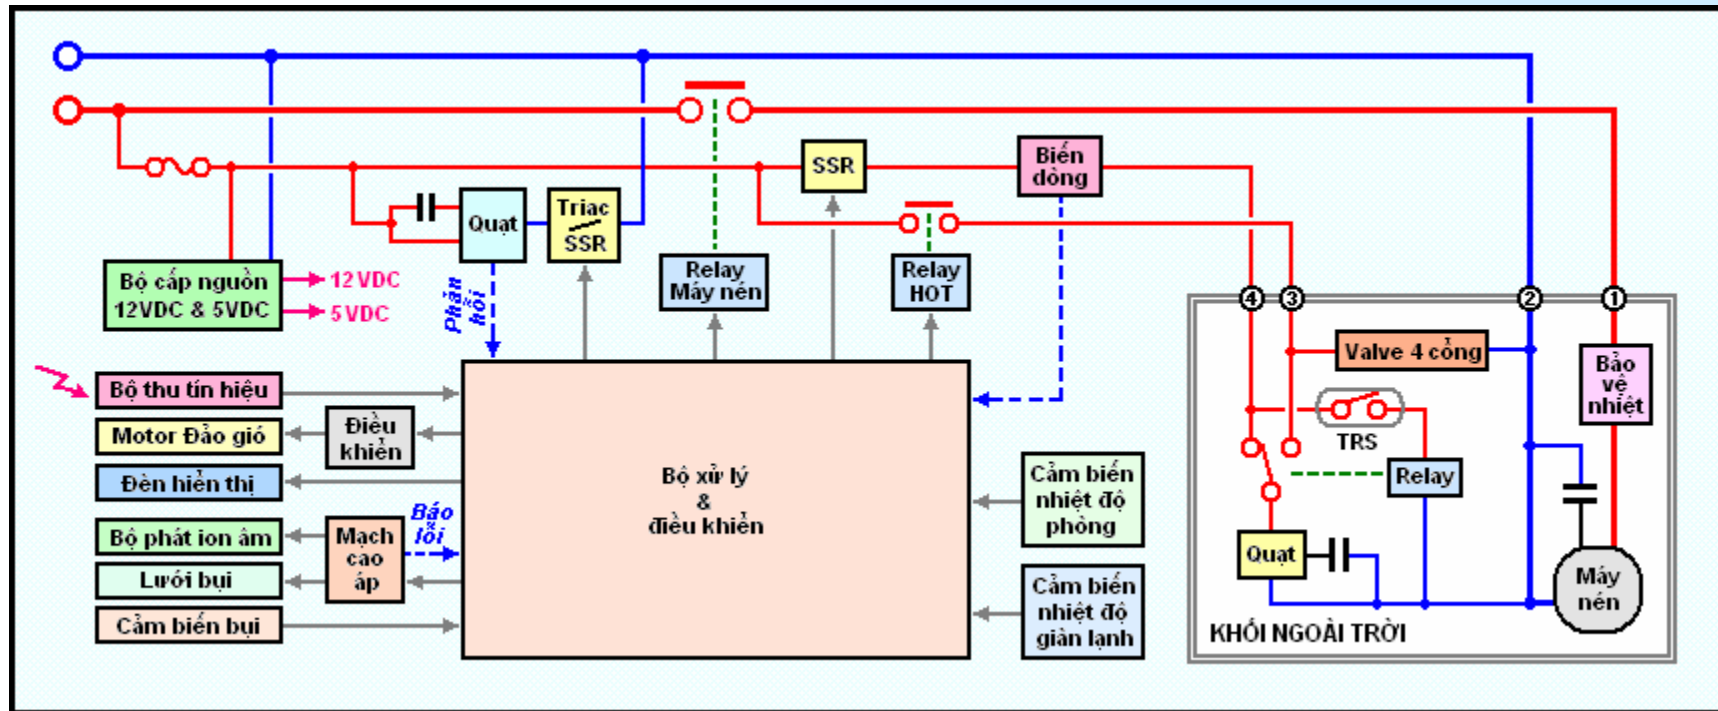 SSR
Biến
dòng
Quạt
Triac
SSR
Bộ cấp nguồn
12VDC & 5VDC
12VDC
5VDC
Phản
hồi
Relay
Máy nén
Relay
HOT
4
3
2
1
Valve 4 cổng
Bảo
vệ
nhiệt
TRS
Relay
Quạt
Máy
nén
KHỐI NGOÀI TRỜI
Bộ thu tín hiệu
Motor Đảo gió
Điều
khiển
Đèn hiển thị
Bộ phát ion âm
Lưới bụi
Cảm biến bụi
Mạch
cao
áp
Báo
lỗi
Bộ xử lý
&
điều khiển
Cảm biến
nhiệt độ
phòng
Cảm biến
nhiệt độ
giàn lạnh